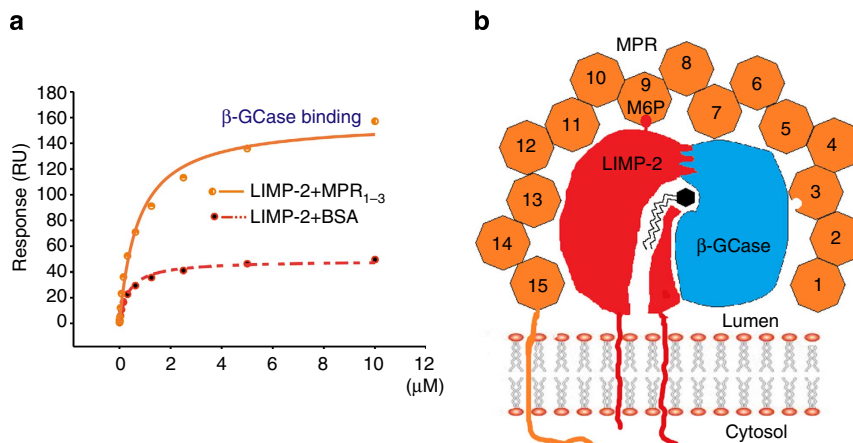 a
180
160
140
120
100
80
60
40
20
0
Response (RU)
β-GCase binding
LIMP-2+MPR₁₋₃
LIMP-2+BSA
0 2 4 6 8 10 12
(μM)
b
MPR
8
10 9 6
M6P
11 7 5
12 4
LIMP-2
13 3
14 β-GCase 2
15 1
Lumen
Cytosol